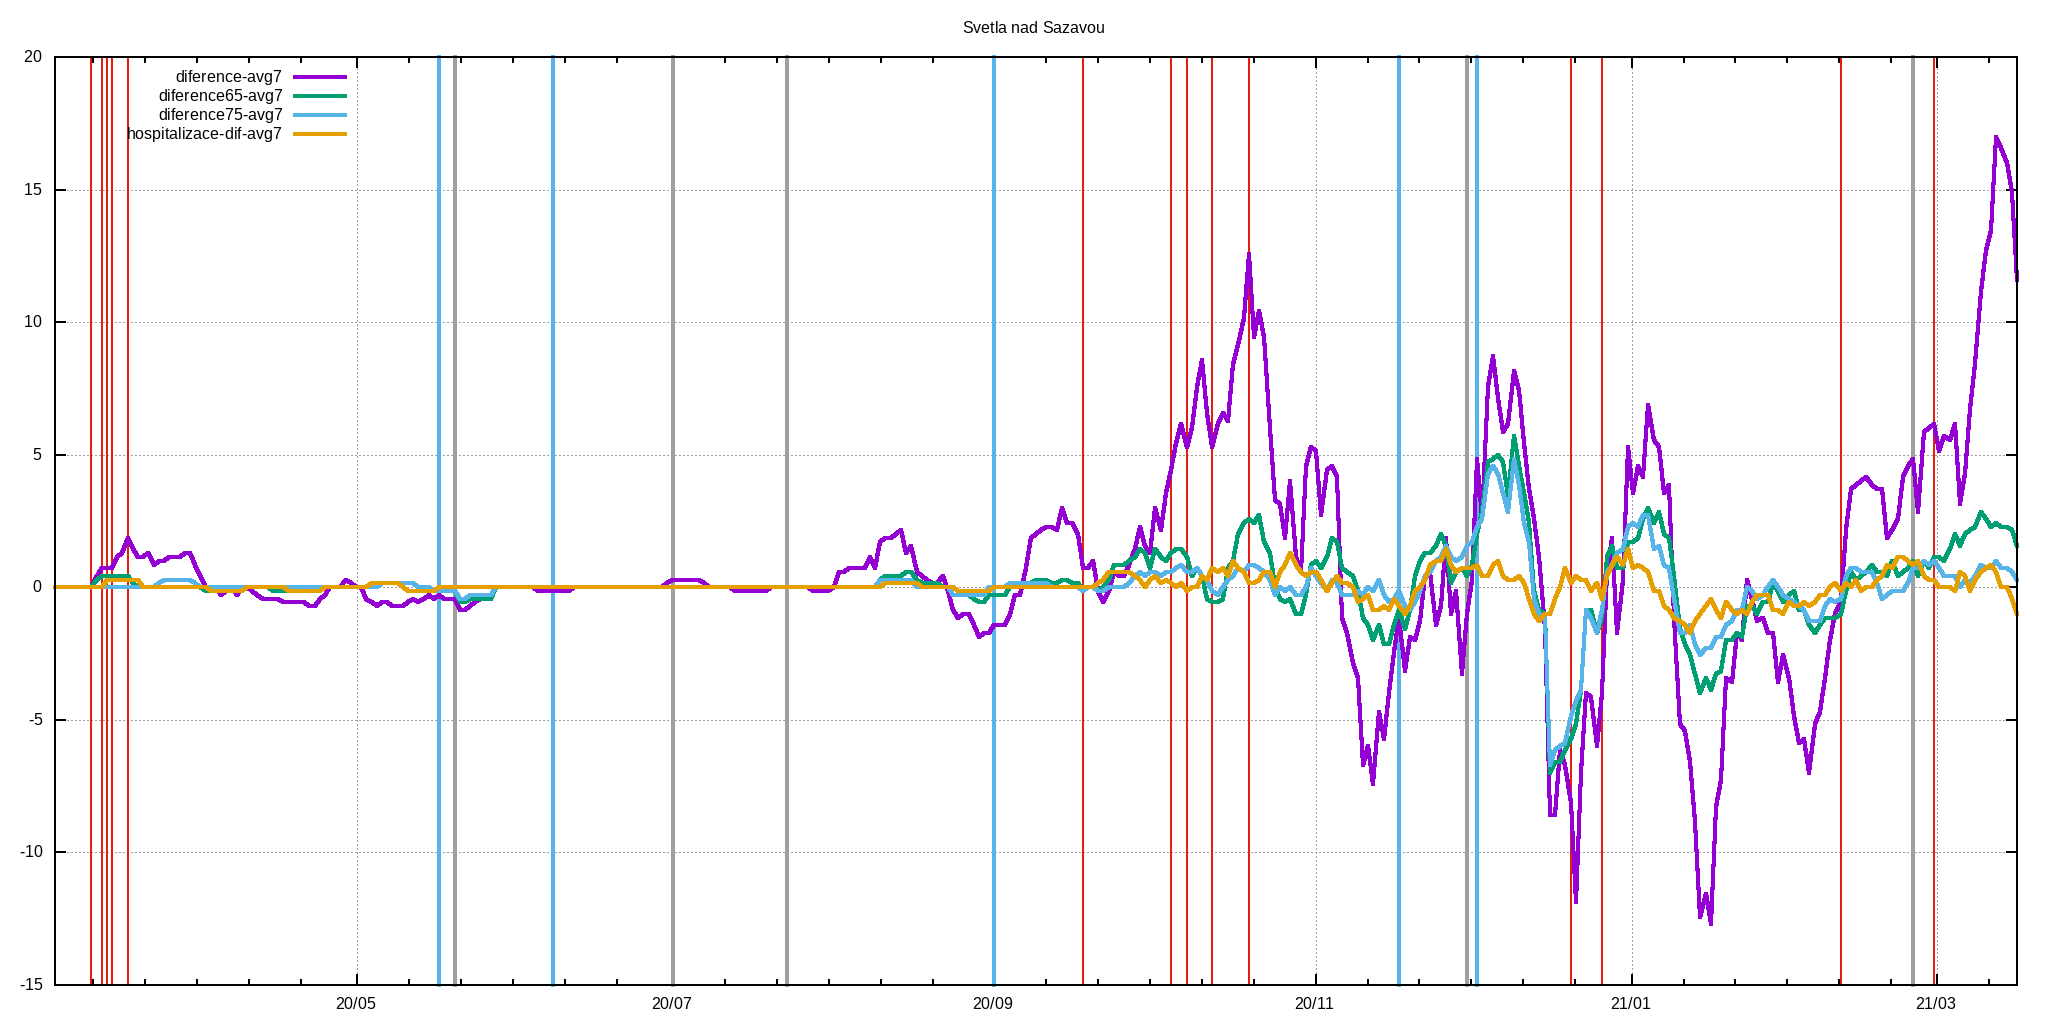 Svetla nad Sazavou
20
diference-avg7
diference65-avg7
diference75-avg7
hospitalizace-dif-avg7
15
10
5
0
-5
-10
-15
20/05 20/07 20/09 20/11 21/01 21/03